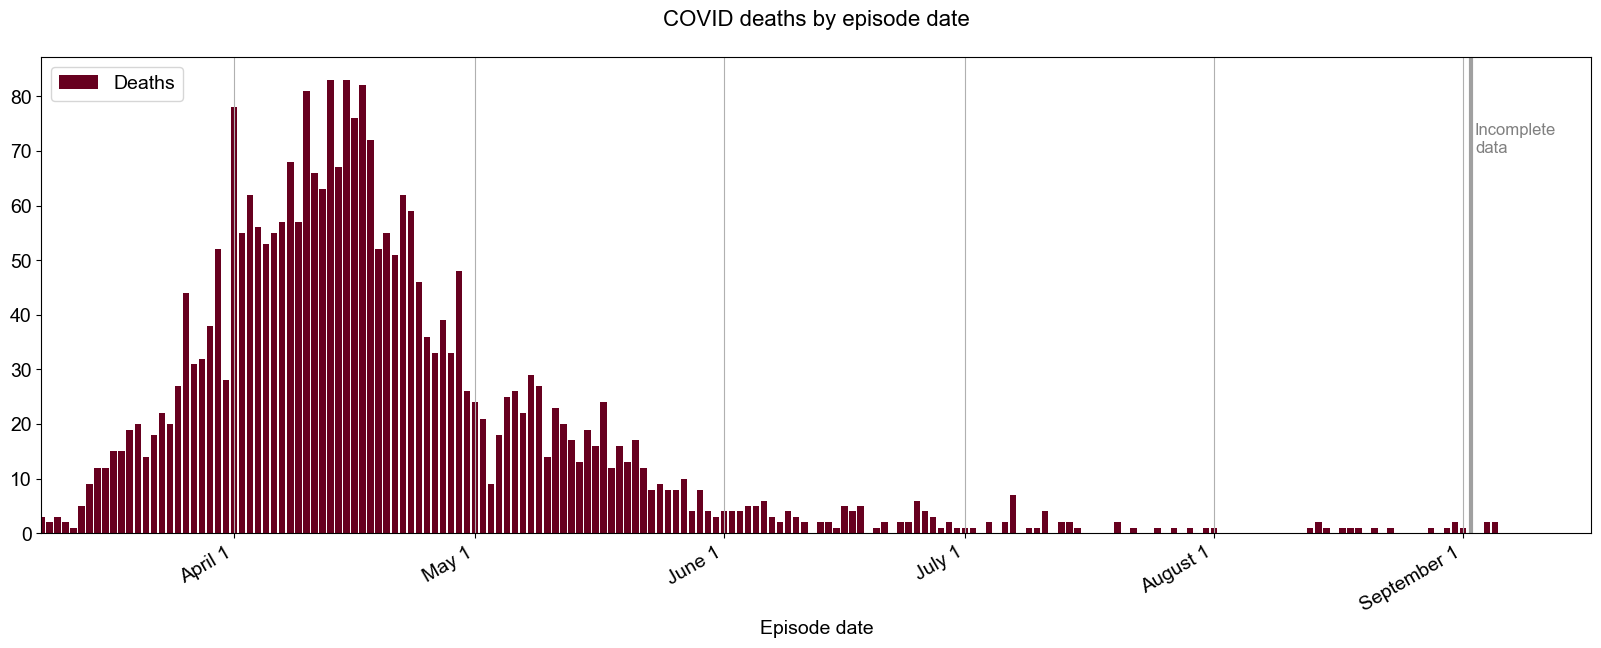 COVID deaths by episode date
Deaths
80
70
60
50
40
30
20
10
0
Incomplete
data
April 1
May 1
June 1
July 1
August 1
September 1
Episode date